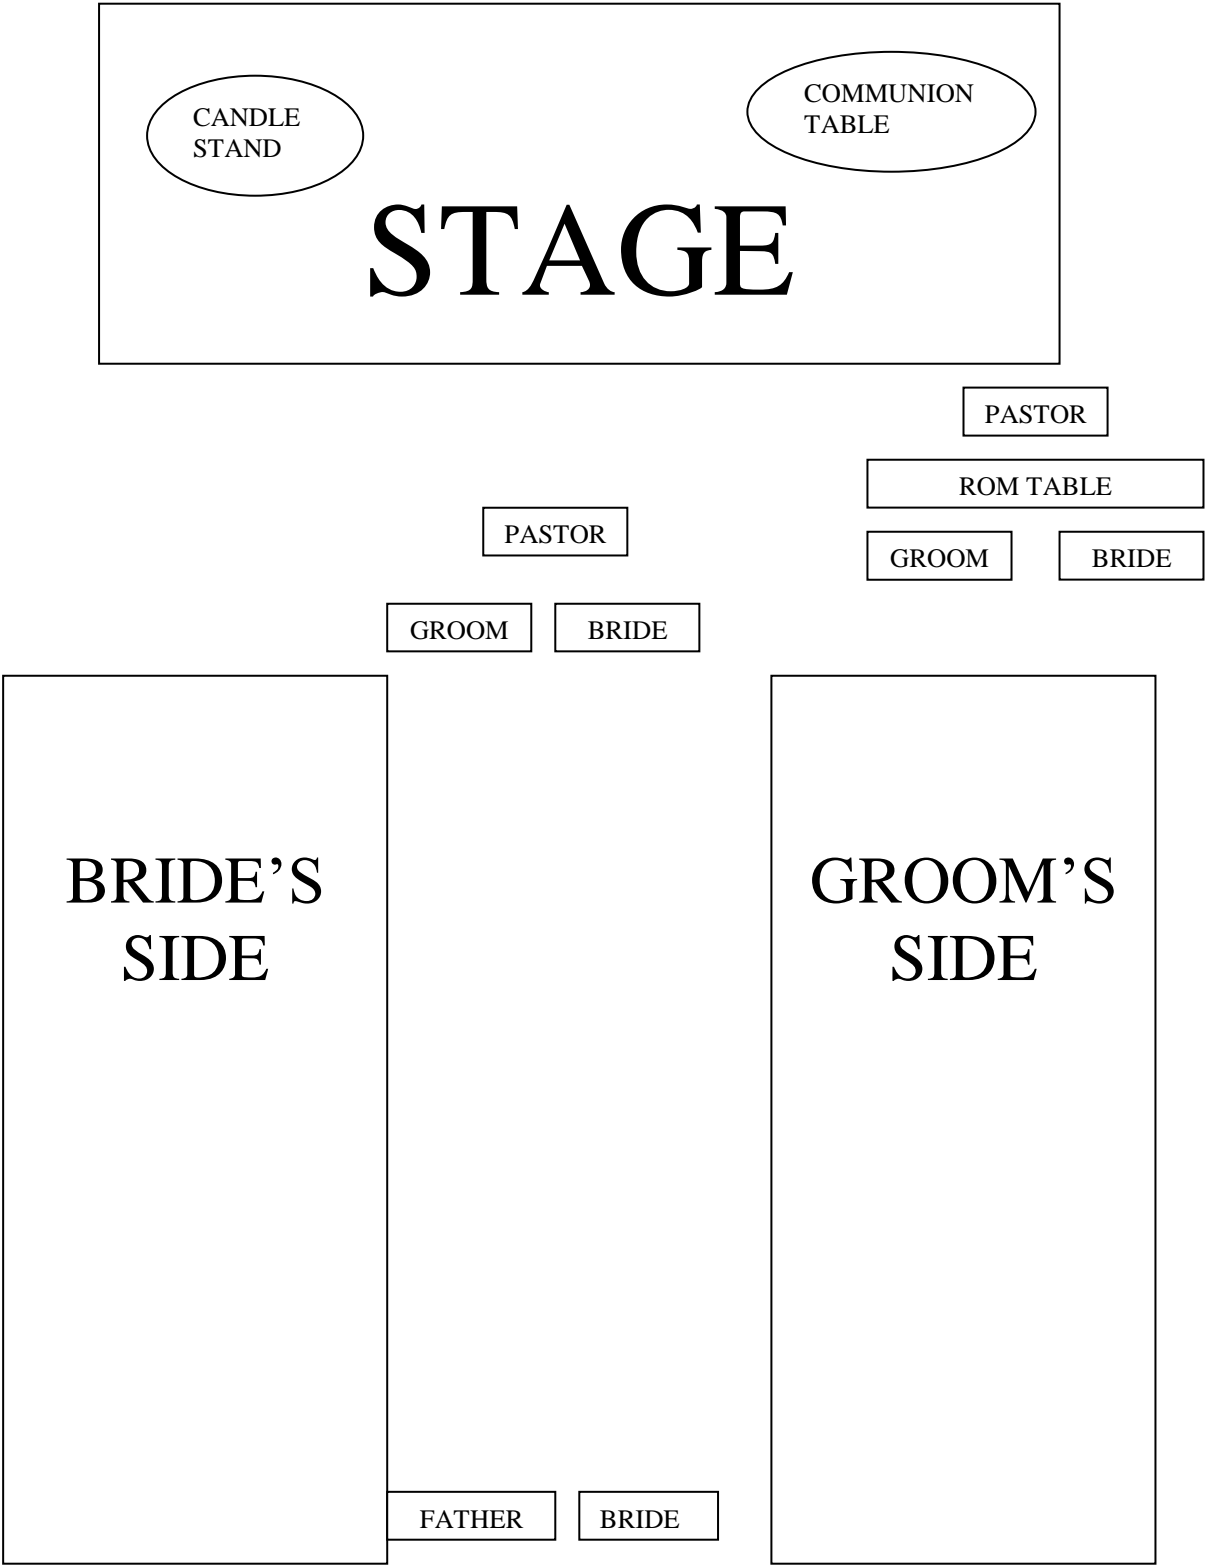 CANDLE
STAND
COMMUNION
TABLE
STAGE
PASTOR
ROM TABLE
PASTOR
GROOM
BRIDE
GROOM
BRIDE
BRIDE’S
SIDE
GROOM’S
SIDE
FATHER
BRIDE